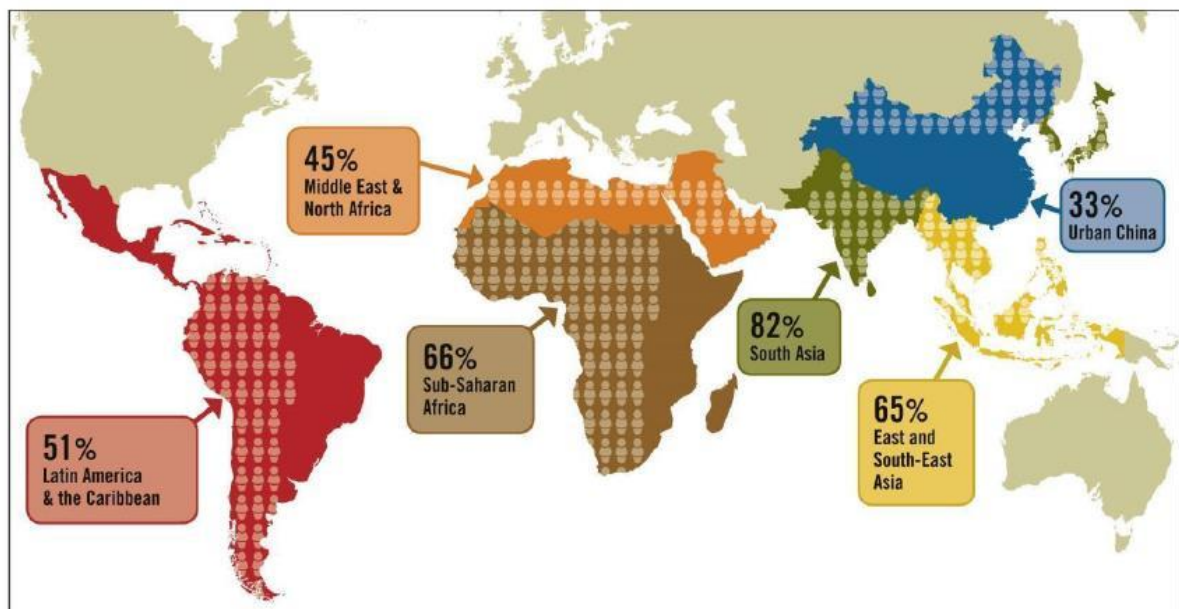 45%
Middle East &
North Africa
33%
Urban China
82%
South Asia
66%
Sub-Saharan
Africa
65%
East and
South-East
Asia
51%
Latin America
& the Caribbean